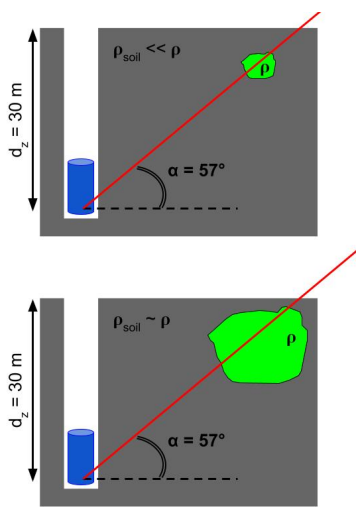 ρsoil << ρ
ρ
dz = 30 m
α = 57°
ρsoil ~ ρ
ρ
dz = 30 m
α = 57°